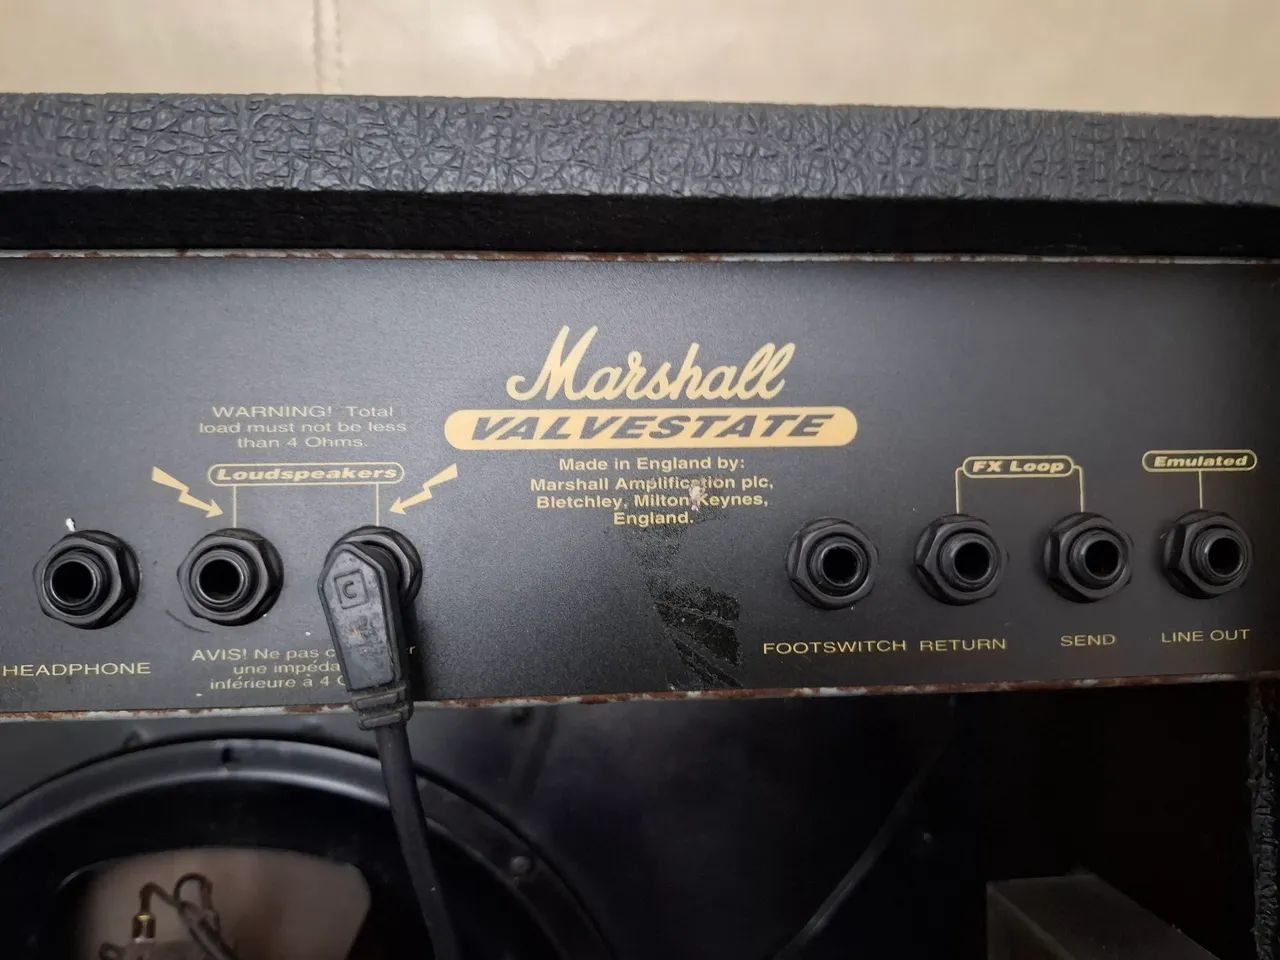 Marshall
VALVESTATE
Made in England by:
Marshall Amplification plc,
Bletchley, Milton Keynes,
England.
WARNING! Total
load must not be less
than 4 Ohms.
Loudspeakers
FX Loop
Emulated
HEADPHONE
AVIS! Ne pas
une
inférieure à 4
FOOTSWITCH
RETURN
SEND
LINE OUT
C